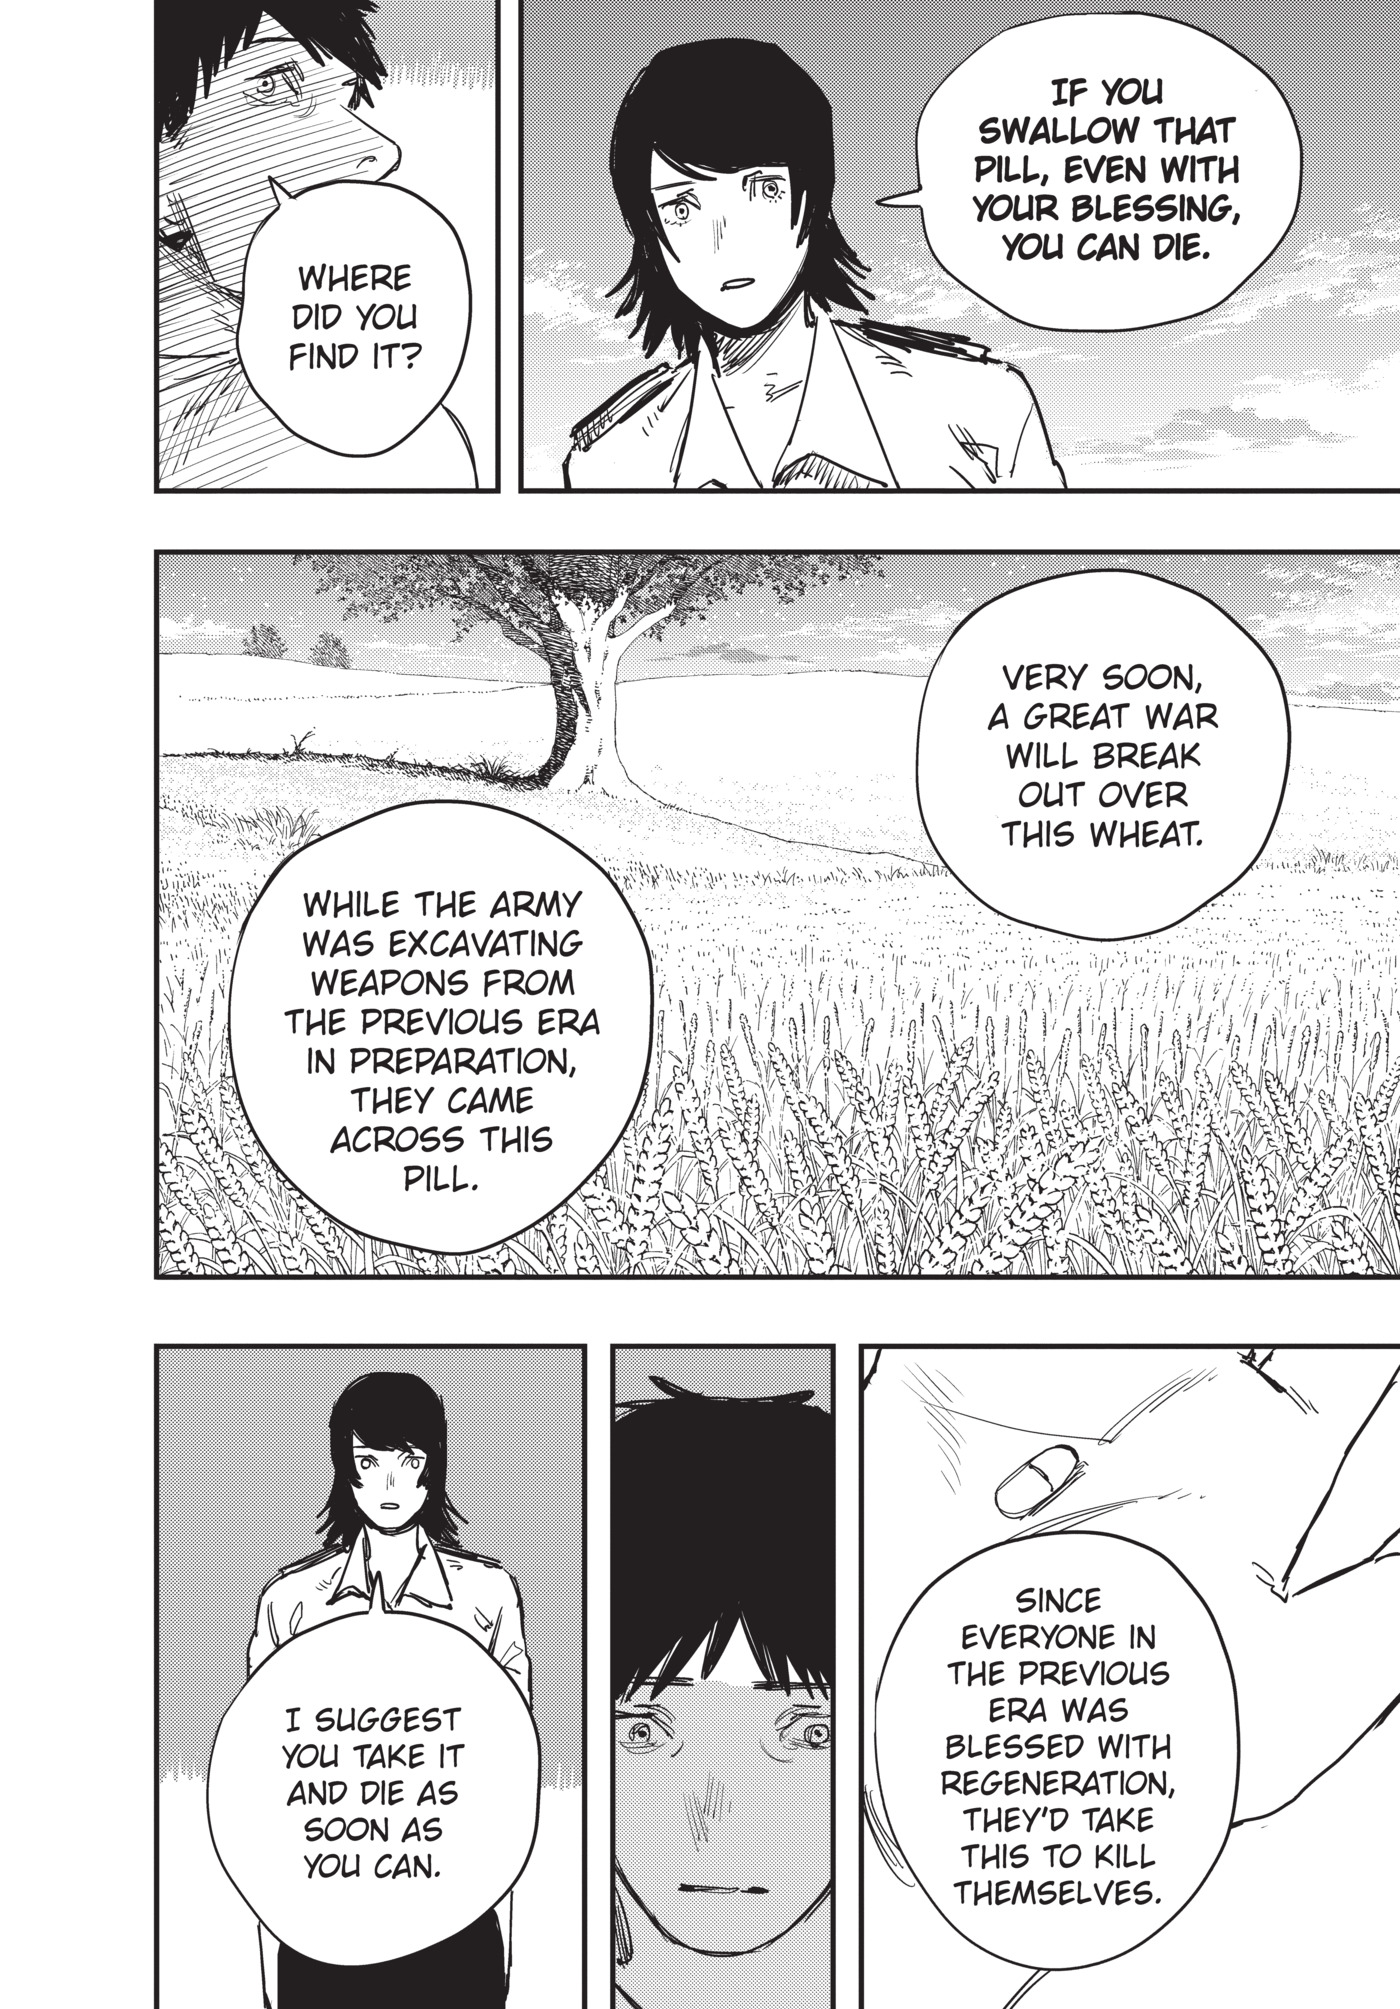 IF YOU
SWALLOW THAT
PILL, EVEN WITH
YOUR BLESSING,
YOU CAN DIE.
WHERE
DID YOU
FIND IT?
VERY SOON,
A GREAT WAR
WILL BREAK
OUT OVER
THIS WHEAT.
WHILE THE ARMY
WAS EXCAVATING
WEAPONS FROM
THE PREVIOUS ERA
IN PREPARATION,
THEY CAME
ACROSS THIS
PILL.
SINCE
EVERYONE IN
THE PREVIOUS
ERA WAS
BLESSED WITH
REGENERATION,
THEY'D TAKE
THIS TO KILL
THEMSELVES.
I SUGGEST
YOU TAKE IT
AND DIE AS
SOON AS
YOU CAN.